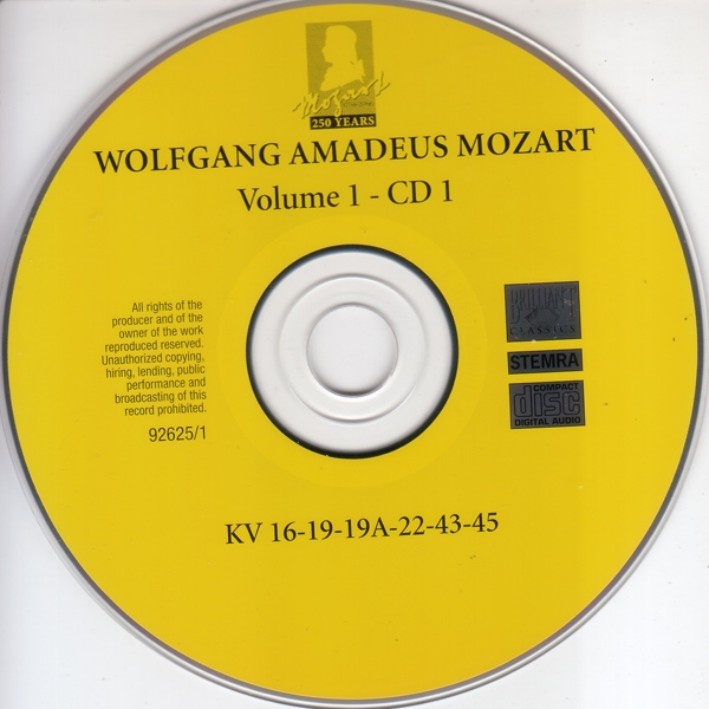 Mozart
250 YEARS
WOLFGANG AMADEUS MOZART
Volume 1 - CD 1
All rights of the
producer and of the
owner of the work
reproduced reserved.
Unauthorized copying,
hiring, lending, public
performance and
broadcasting of this
record prohibited.
92625/1
BRILLIANT
CLASSICS
STEMRA
COMPACT
disc
DIGITAL AUDIO
KV 16-19-19A-22-43-45